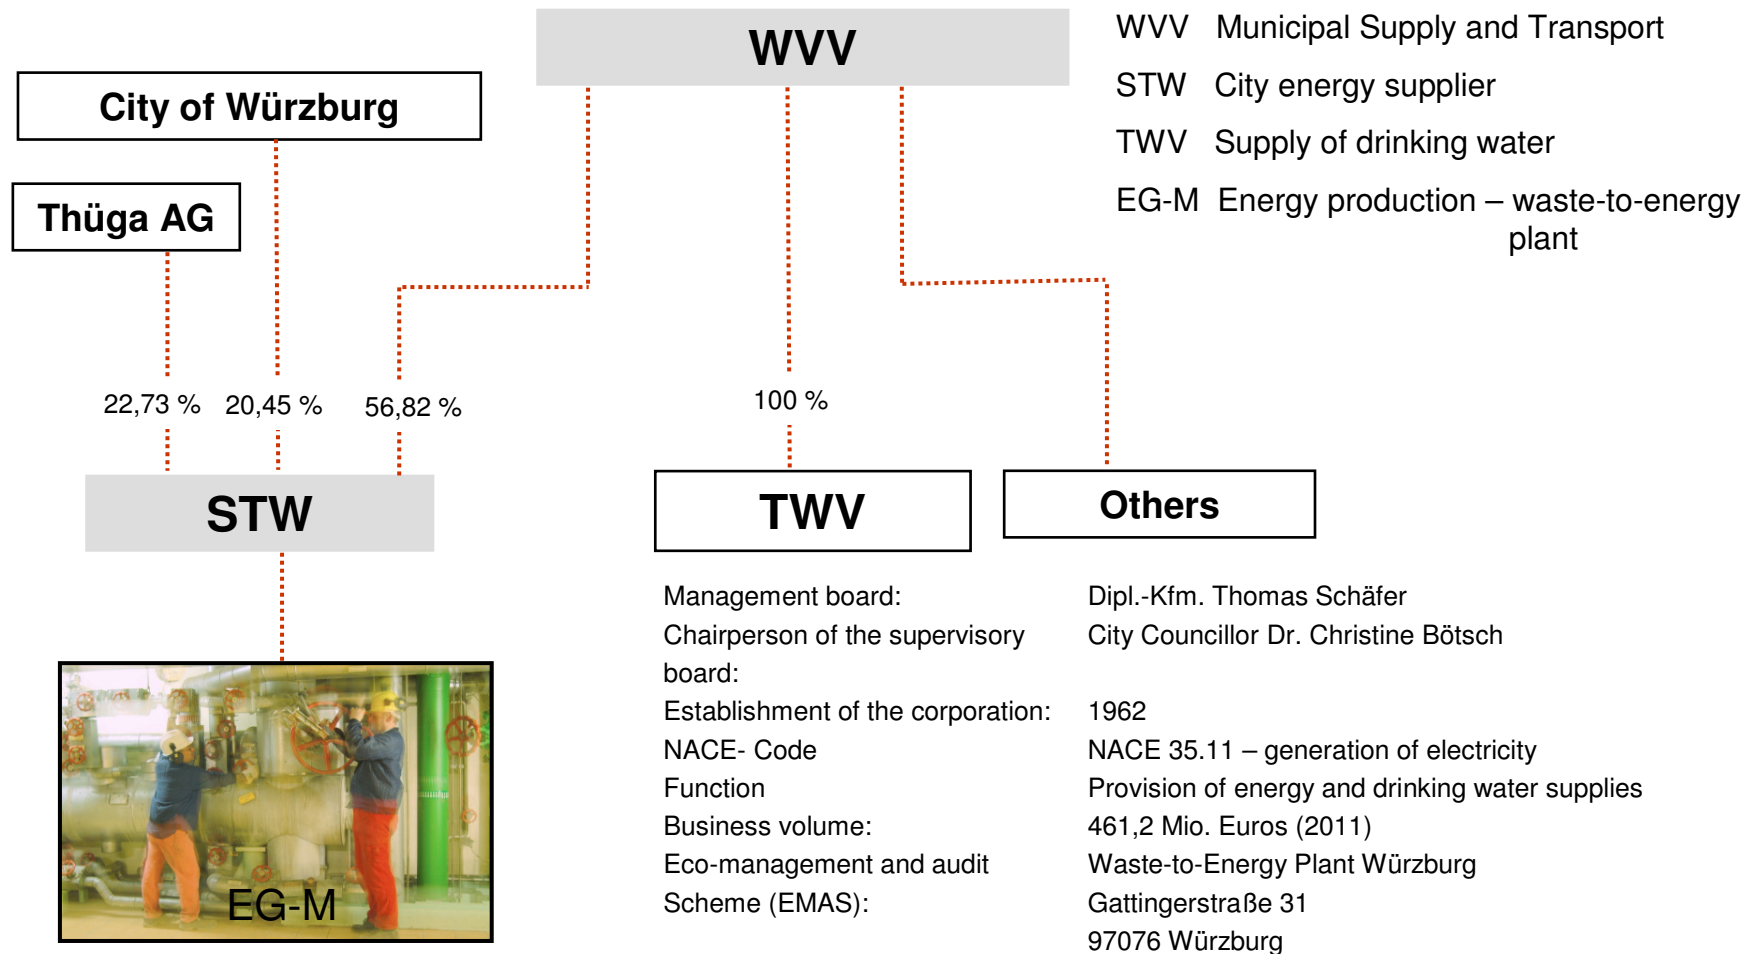 WVV
WVV Municipal Supply and Transport
STW City energy supplier
TWV Supply of drinking water
EG-M Energy production – waste-to-energy
plant
City of Würzburg
Thüga AG
22,73 %
20,45 %
56,82 %
100 %
STW
TWV
Others
EG-M
Management board: Dipl.-Kfm. Thomas Schäfer
Chairperson of the supervisory City Councillor Dr. Christine Bötsch
board:
Establishment of the corporation: 1962
NACE- Code NACE 35.11 – generation of electricity
Function Provision of energy and drinking water supplies
Business volume: 461,2 Mio. Euros (2011)
Eco-management and audit Waste-to-Energy Plant Würzburg
Scheme (EMAS): Gattingerstraße 31
97076 Würzburg